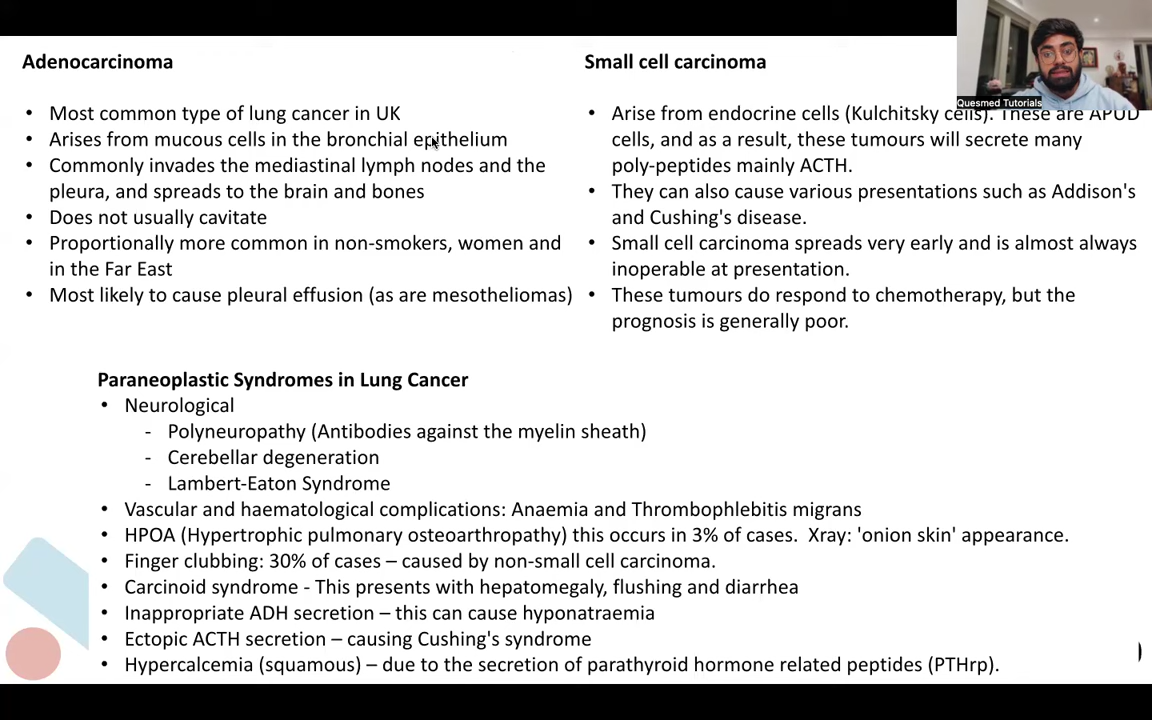 Adenocarcinoma
• Most common type of lung cancer in UK
• Arises from mucous cells in the bronchial epithelium
• Commonly invades the mediastinal lymph nodes and the
pleura, and spreads to the brain and bones
• Does not usually cavitate
• Proportionally more common in non-smokers, women and
in the Far East
• Most likely to cause pleural effusion (as are mesotheliomas)
Small cell carcinoma
Quesmed Tutorials
• Arise from endocrine cells (Kulchitsky cells). These are APUD
cells, and as a result, these tumours will secrete many
poly-peptides mainly ACTH.
• They can also cause various presentations such as Addison's
and Cushing's disease.
• Small cell carcinoma spreads very early and is almost always
inoperable at presentation.
• These tumours do respond to chemotherapy, but the
prognosis is generally poor.
Paraneoplastic Syndromes in Lung Cancer
• Neurological
- Polyneuropathy (Antibodies against the myelin sheath)
- Cerebellar degeneration
- Lambert-Eaton Syndrome
• Vascular and haematological complications: Anaemia and Thrombophlebitis migrans
• HPOA (Hypertrophic pulmonary osteoarthropathy) this occurs in 3% of cases. Xray: 'onion skin' appearance.
• Finger clubbing: 30% of cases – caused by non-small cell carcinoma.
• Carcinoid syndrome - This presents with hepatomegaly, flushing and diarrhea
• Inappropriate ADH secretion – this can cause hyponatraemia
• Ectopic ACTH secretion – causing Cushing's syndrome
• Hypercalcemia (squamous) – due to the secretion of parathyroid hormone related peptides (PTHrp).